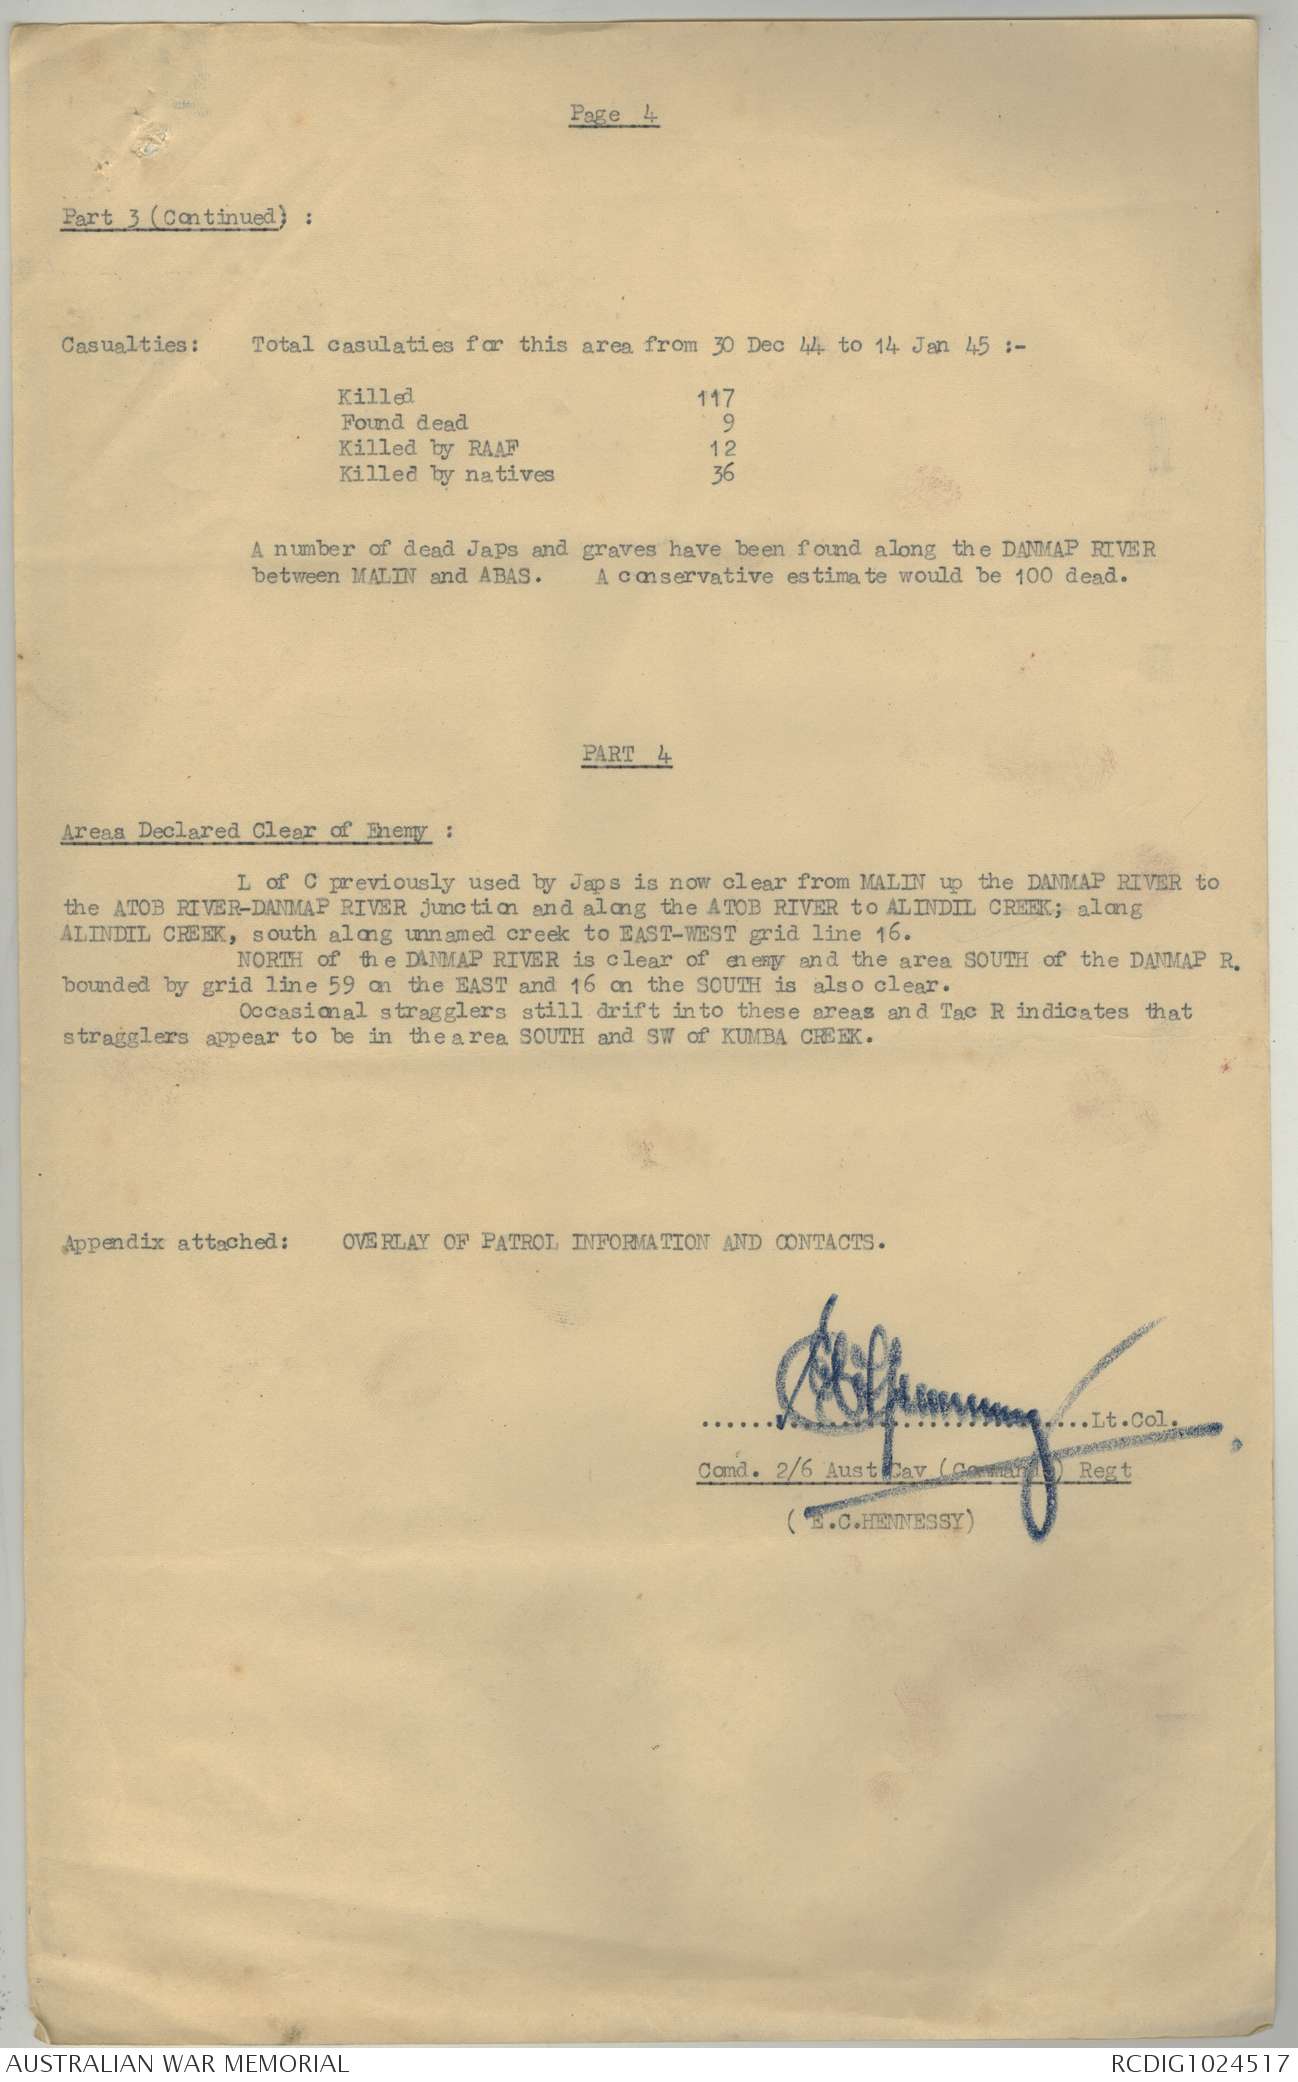 Page 4
Part 3 (Continued) :
Casualties: Total casulaties for this area from 30 Dec 44 to 14 Jan 45 :-
Killed 117
Found dead 9
Killed by RAAF 12
Killed by natives 36
A number of dead Japs and graves have been found along the DANMAP RIVER
between MALIN and ABAS. A conservative estimate would be 100 dead.
PART 4
Areas Declared Clear of Enemy :
L of C previously used by Japs is now clear from MALIN up the DANMAP RIVER to
the ATOB RIVER-DANMAP RIVER junction and along the ATOB RIVER to ALINDIL CREEK; along
ALINDIL CREEK, south along unnamed creek to EAST-WEST grid line 16.
NORTH of the DANMAP RIVER is clear of enemy and the area SOUTH of the DANMAP R.
bounded by grid line 59 on the EAST and 16 on the SOUTH is also clear.
Occasional stragglers still drift into these areas and Tac R indicates that
stragglers appear to be in the area SOUTH and SW of KUMBA CREEK.
Appendix attached: OVERLAY OF PATROL INFORMATION AND CONTACTS.
..............................Lt.Col.
Comd. 2/6 Aust Cav (Commando) Regt
( E.C.HENNESSY)
AUSTRALIAN WAR MEMORIAL
RCDIG1024517